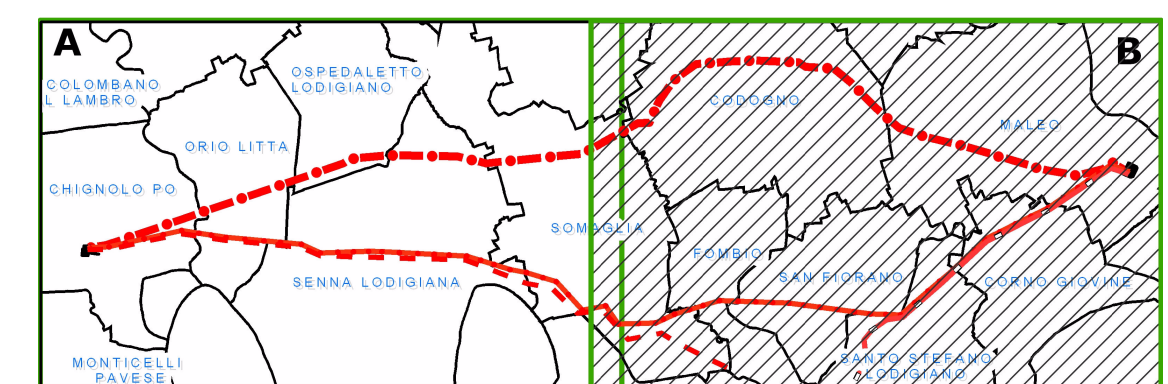 A
B
COLOMBANO
L LAMBRO
OSPEDALETTO
LODIGIANO
CODOGNO
MALEO
ORIO LITTA
CHIGNOLO PO
SOMAGLIA
FOMBIO
SAN FIORANO
SENNA LODIGIANA
CORNO GIOVINE
MONTICELLI
PAVESE
SANTO STEFANO
LODIGIANO